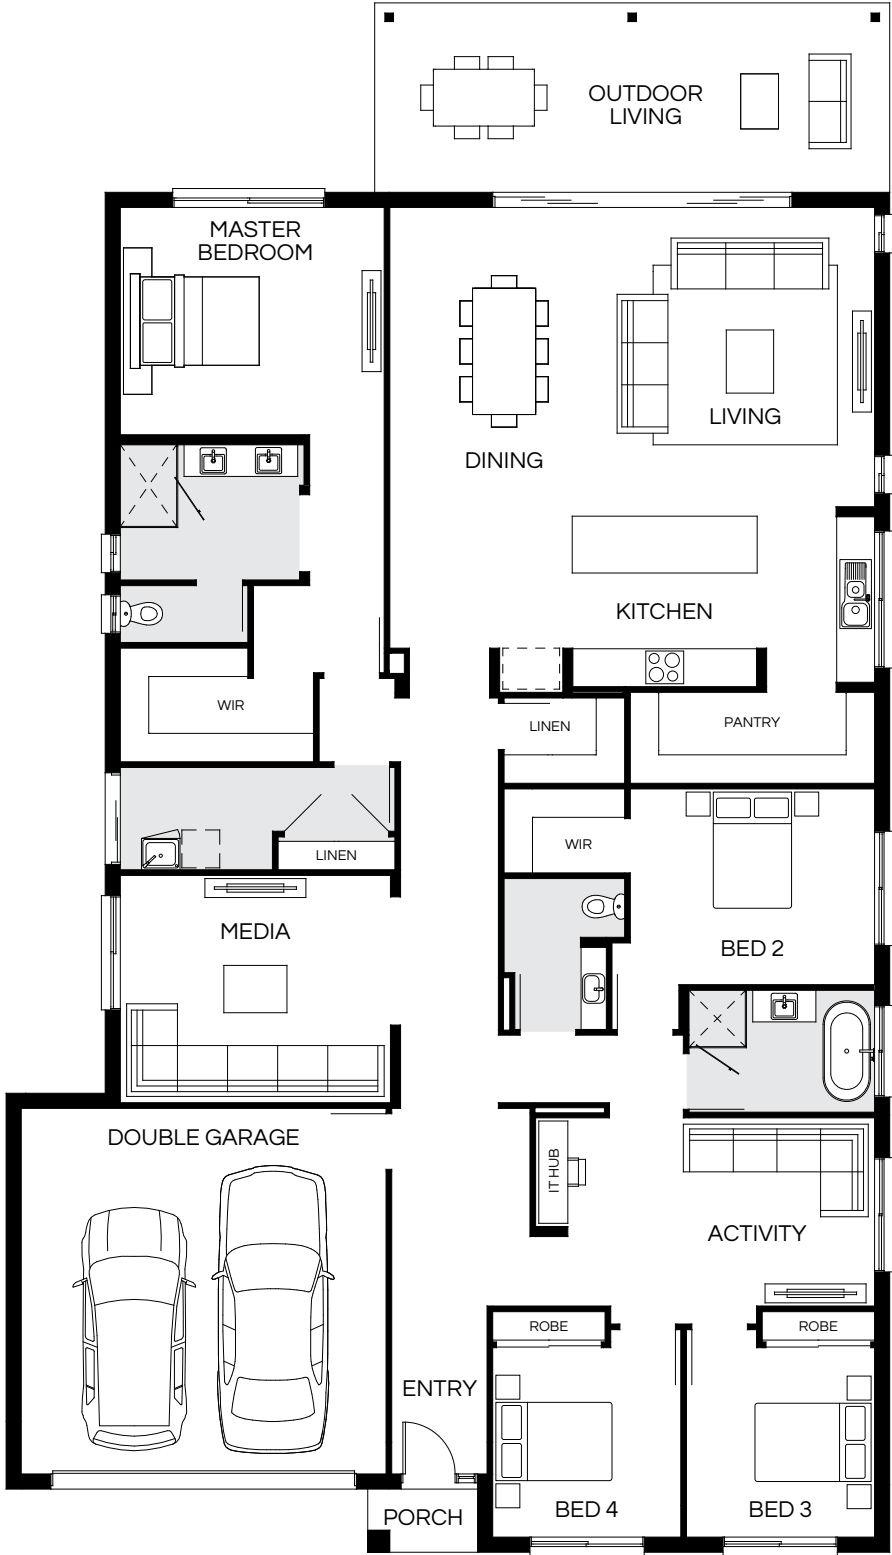 OUTDOOR
LIVING
MASTER
BEDROOM
LIVING
DINING
KITCHEN
WIR
LINEN
PANTRY
WIR
LINEN
MEDIA
BED 2
DOUBLE GARAGE
IT HUB
ACTIVITY
ROBE
ROBE
ENTRY
BED 4
BED 3
PORCH